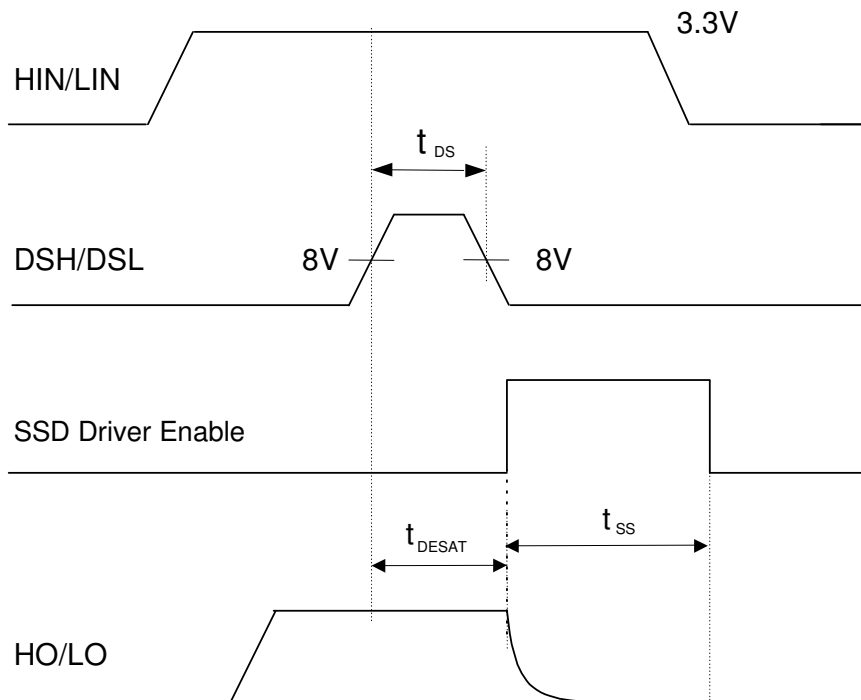 3.3V
HIN/LIN
t DS
DSH/DSL
8V
8V
SSD Driver Enable
t DESAT
t SS
HO/LO